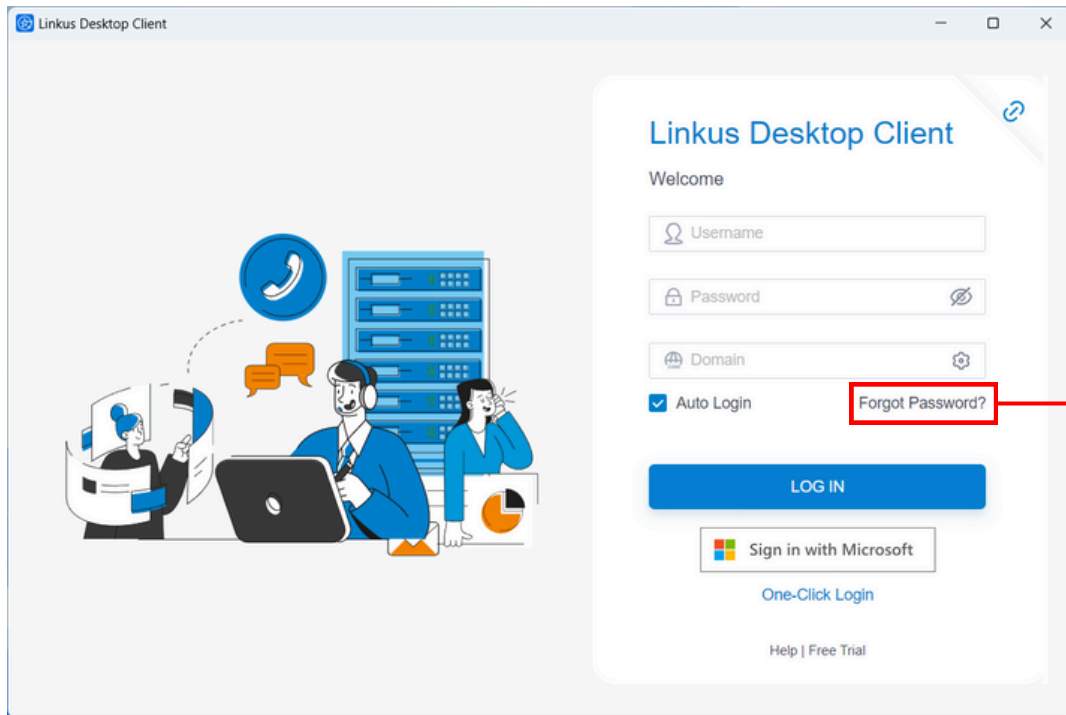 Linkus Desktop Client
Linkus Desktop Client
Welcome
Username
Password
Domain
Auto Login
Forgot Password?
LOG IN
Sign in with Microsoft
One-Click Login
Help | Free Trial